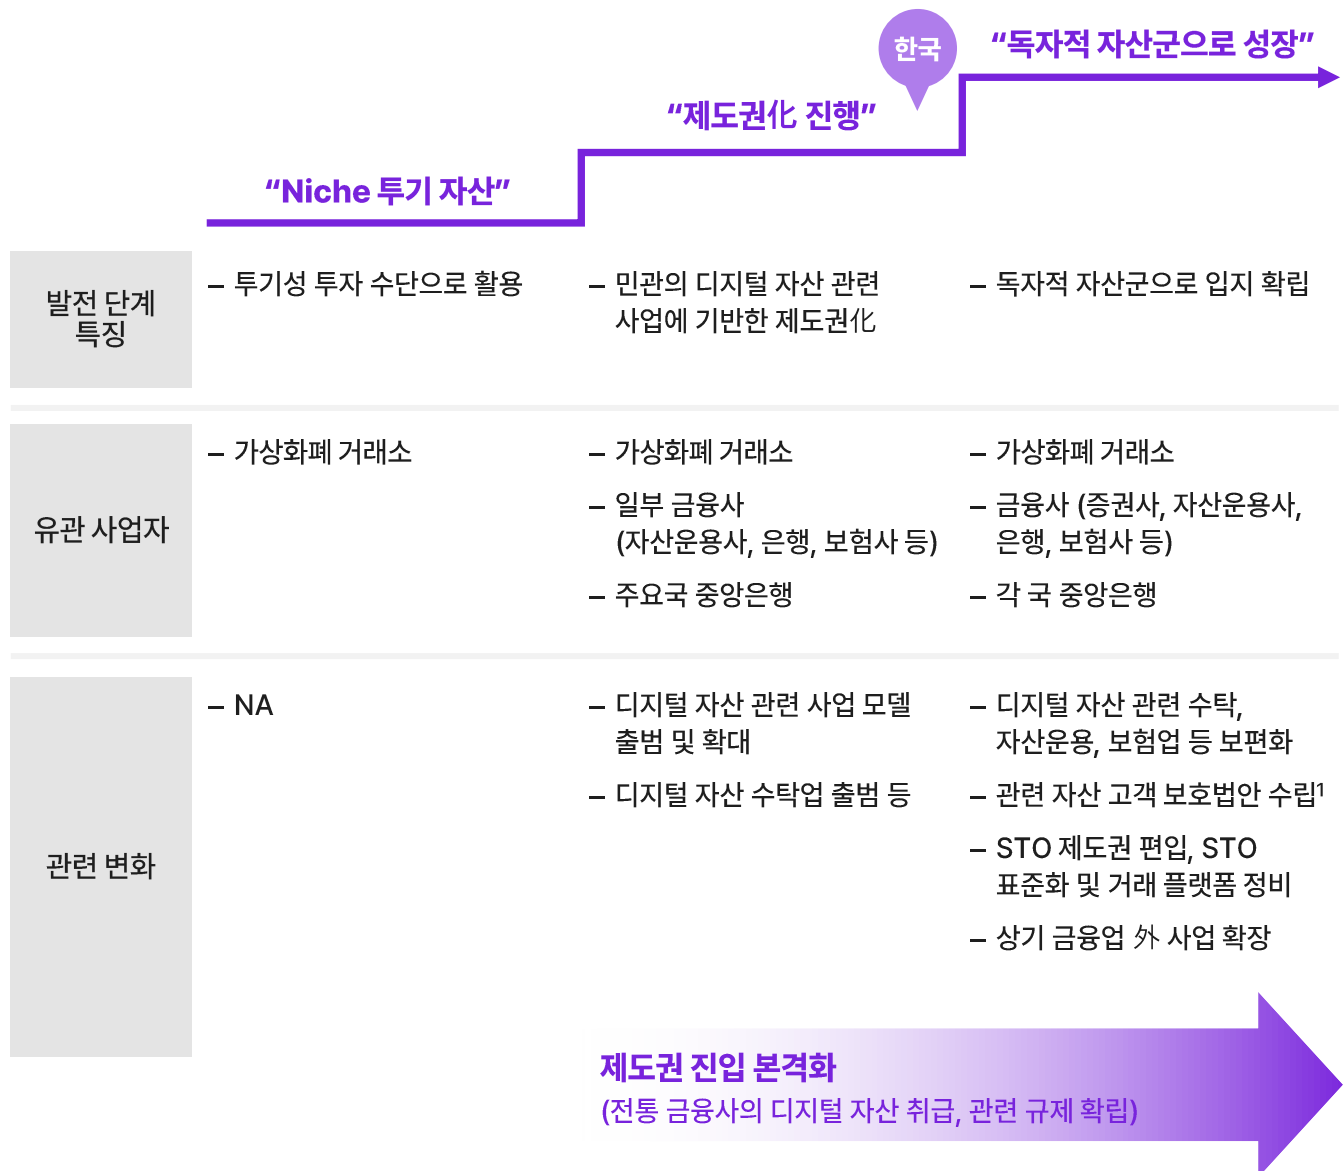 한국
“독자적 자산군으로 성장”
“제도권化 진행”
“Niche 투기 자산”
발전 단계
특징
– 투기성 투자 수단으로 활용
– 민관의 디지털 자산 관련
사업에 기반한 제도권化
– 독자적 자산군으로 입지 확립
유관 사업자
– 가상화폐 거래소
– 가상화폐 거래소
– 일부 금융사
(자산운용사, 은행, 보험사 등)
– 주요국 중앙은행
– 가상화폐 거래소
– 금융사 (증권사, 자산운용사,
은행, 보험사 등)
– 각 국 중앙은행
관련 변화
– NA
– 디지털 자산 관련 사업 모델
출범 및 확대
– 디지털 자산 수탁업 출범 등
– 디지털 자산 관련 수탁,
자산운용, 보험업 등 보편화
– 관련 자산 고객 보호법안 수립¹
– STO 제도권 편입, STO
표준화 및 거래 플랫폼 정비
– 상기 금융업 外 사업 확장
제도권 진입 본격화
(전통 금융사의 디지털 자산 취급, 관련 규제 확립)